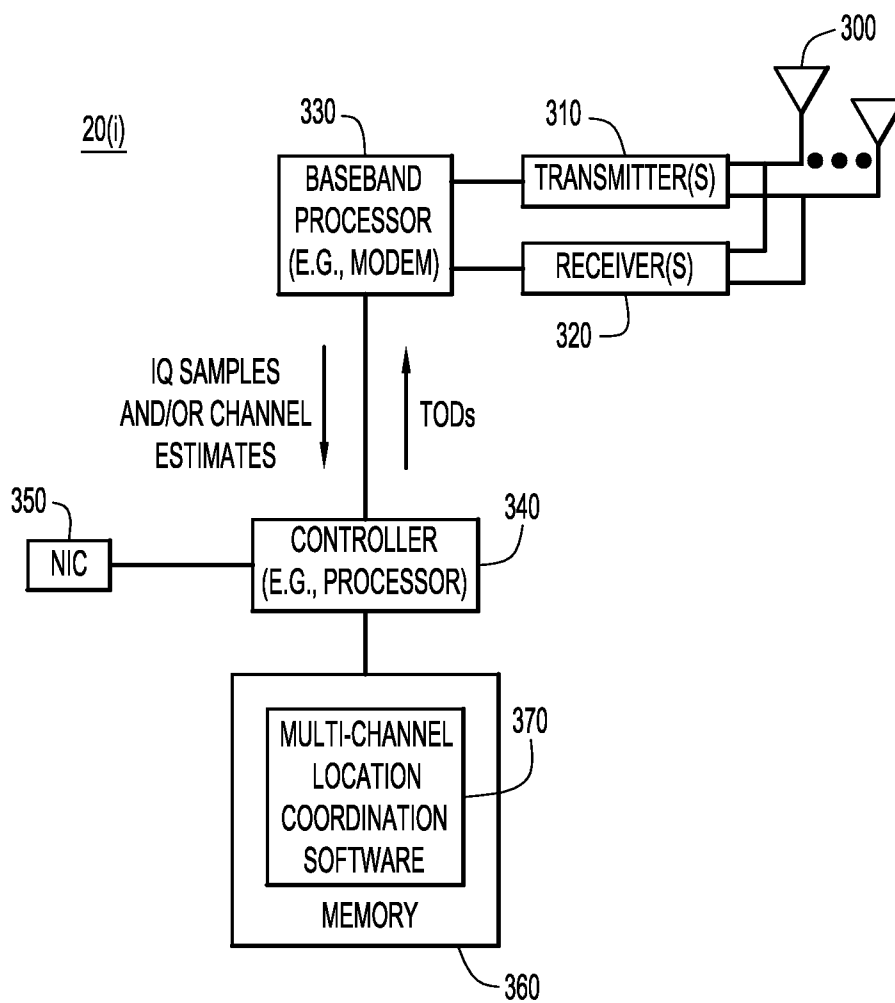 300
20(i)
330
310
BASEBAND
PROCESSOR
(E.G., MODEM)
TRANSMITTER(S)
RECEIVER(S)
320
IQ SAMPLES
AND/OR CHANNEL
ESTIMATES
TODs
350
NIC
340
CONTROLLER
(E.G., PROCESSOR)
370
MULTI-CHANNEL
LOCATION
COORDINATION
SOFTWARE
MEMORY
360